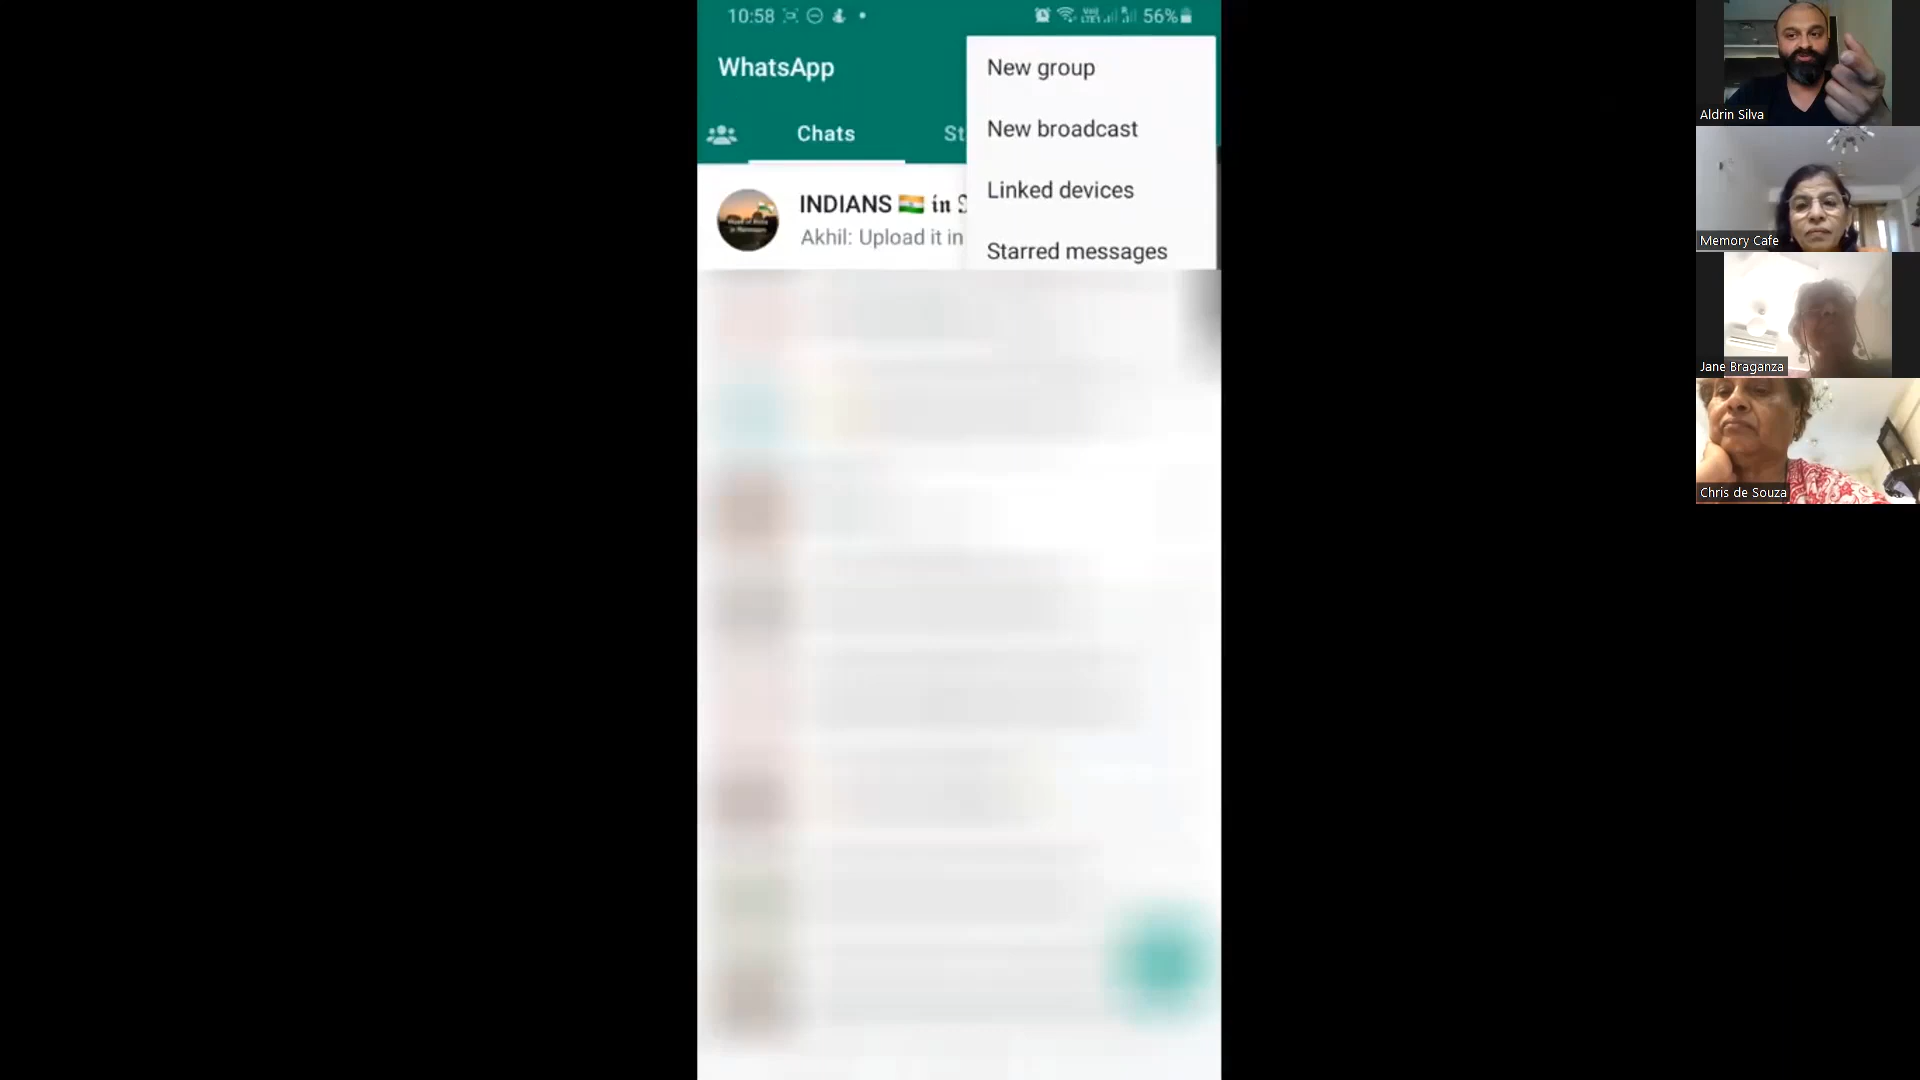 10:58
56%
WhatsApp
Chats
St
New group
New broadcast
Linked devices
Starred messages
INDIANS 🇮🇳 𝖎𝖓
Akhil: Upload it in
Aldrin Silva
Memory Cafe
Jane Braganza
Chris de Souza